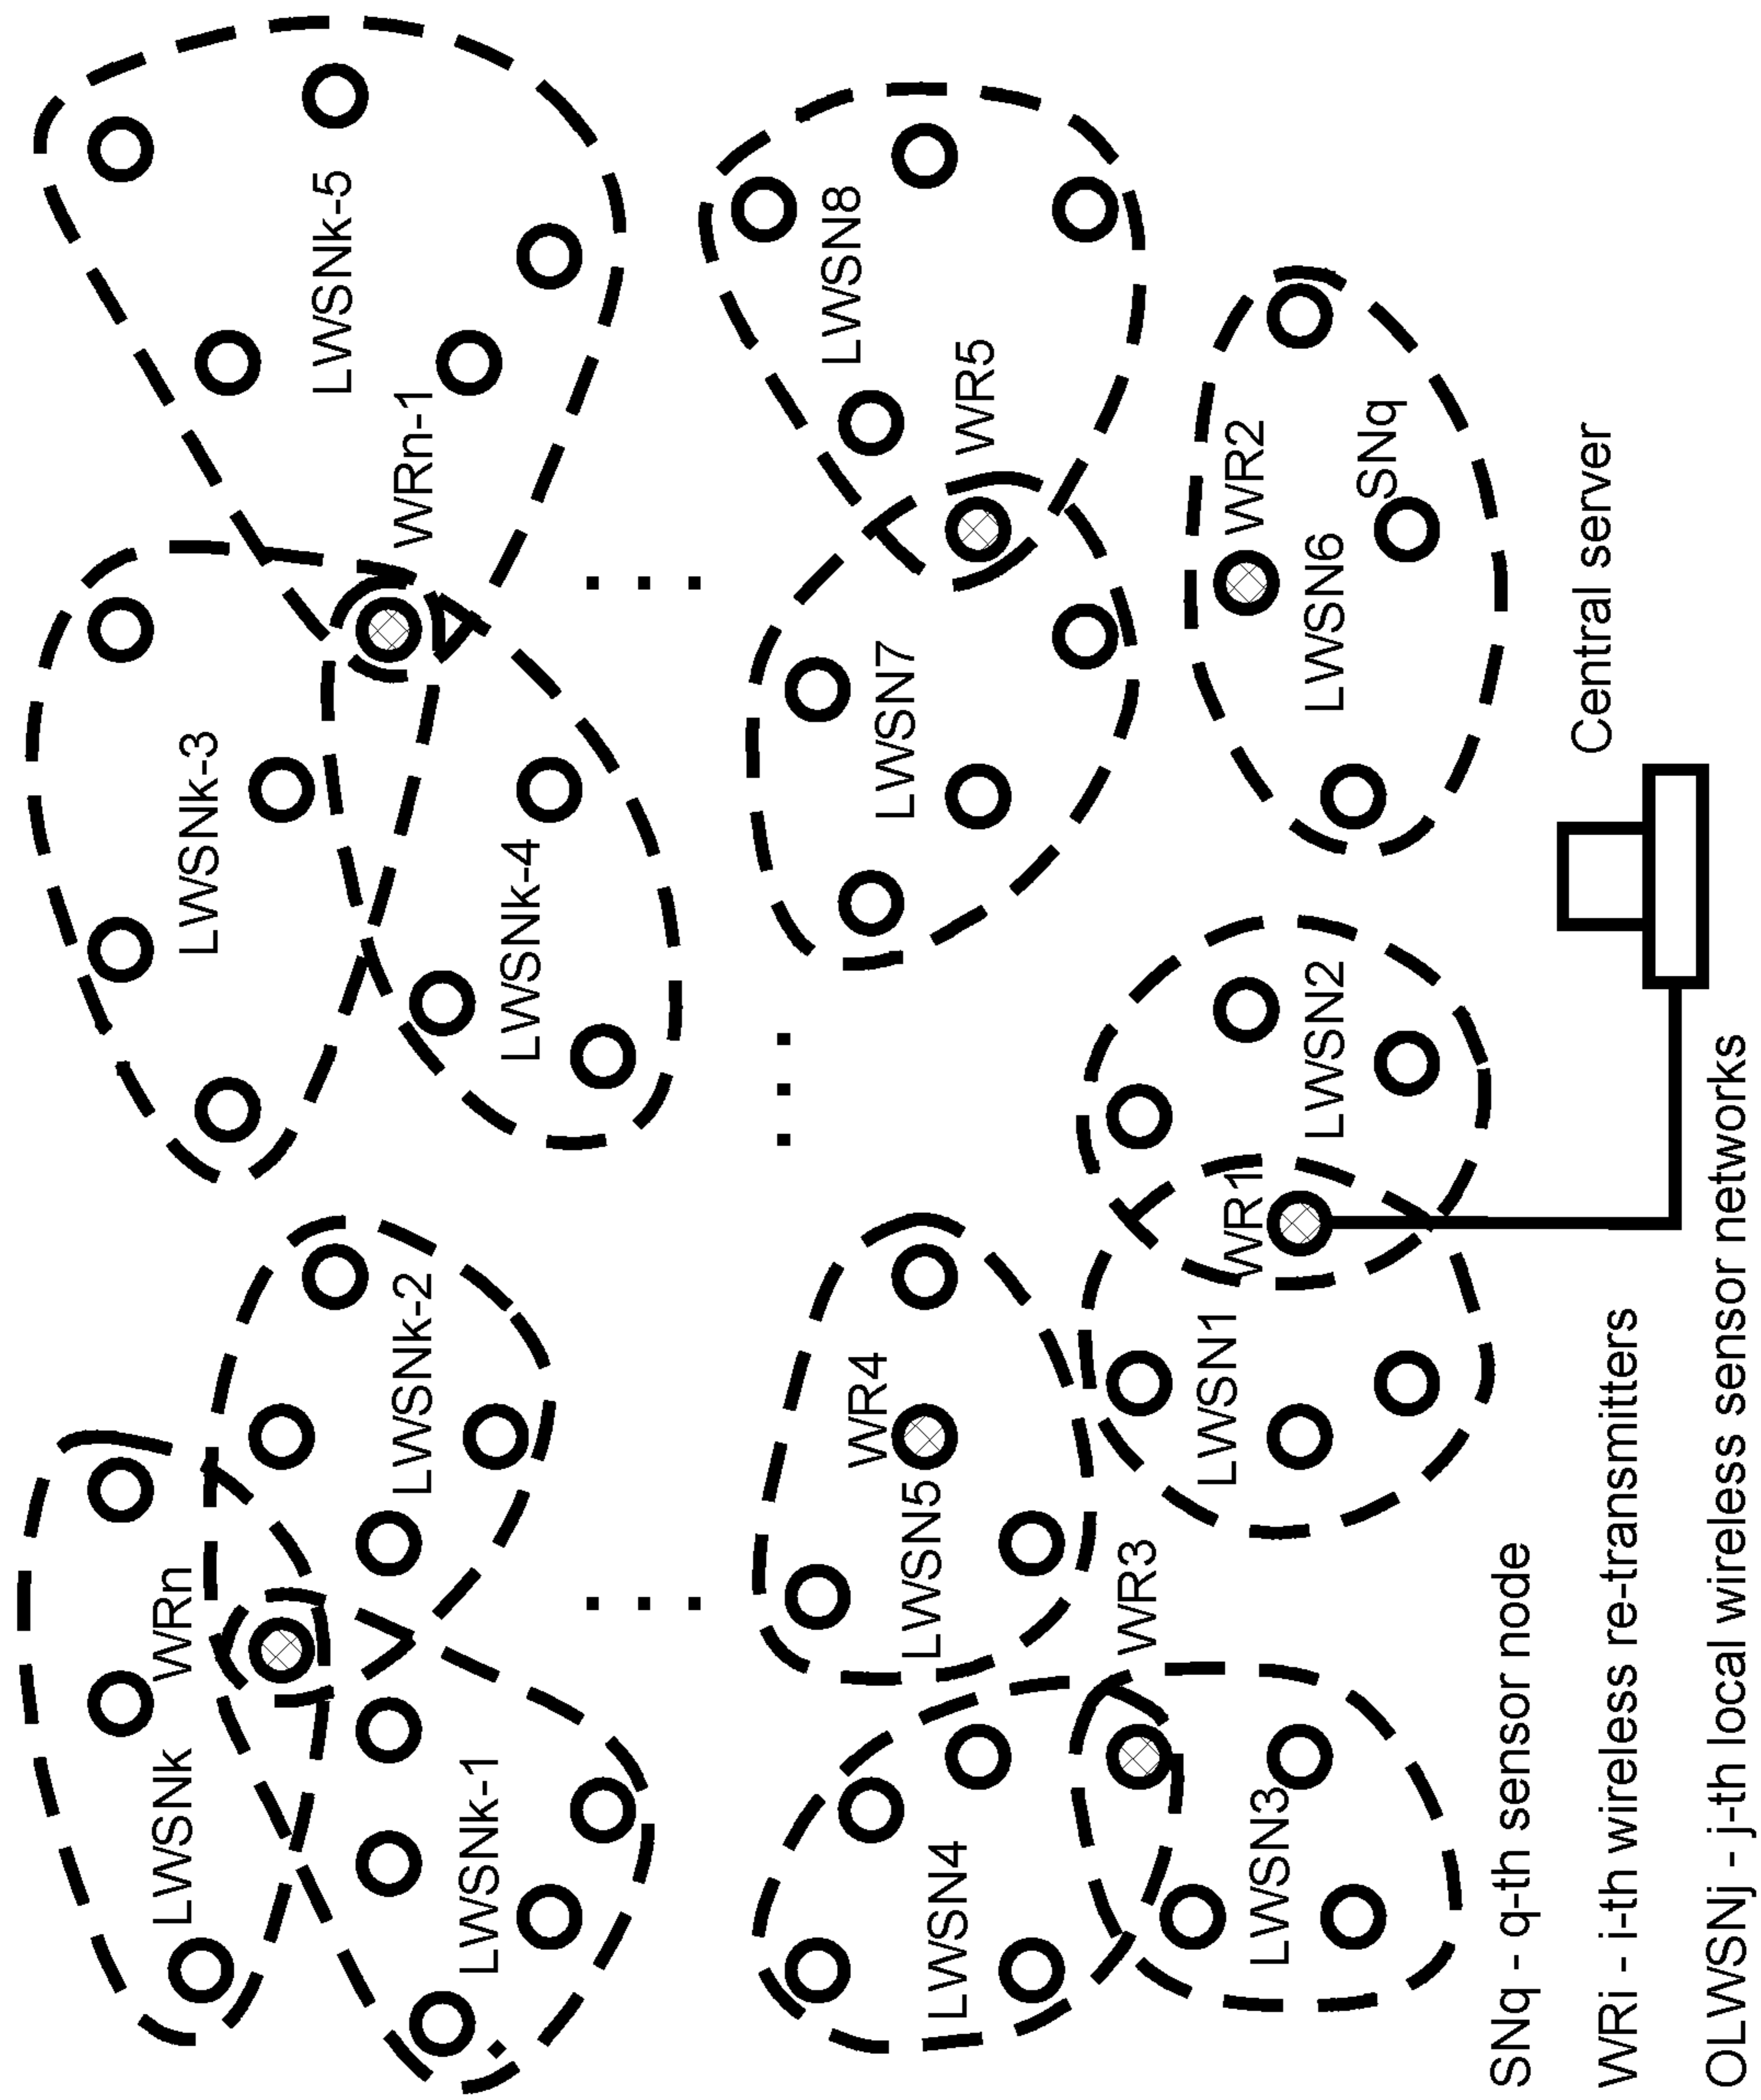 LWSNk
WRn
LWSNk-3
LWSNk-1
LWSNk-2
WRn-1
LWSNk-5
LWSNk-4
. . .
. . .
. . .
WR4
LWSN8
LWSN4
LWSN5
LWSN7
WR5
WR3
LWSN1
WR1
WR2
LWSN3
LWSN2
LWSN6
SNq
SNq - q-th sensor node
Central server
WRi - i-th wireless re-transmitters
OLWSNj - j-th local wireless sensor networks